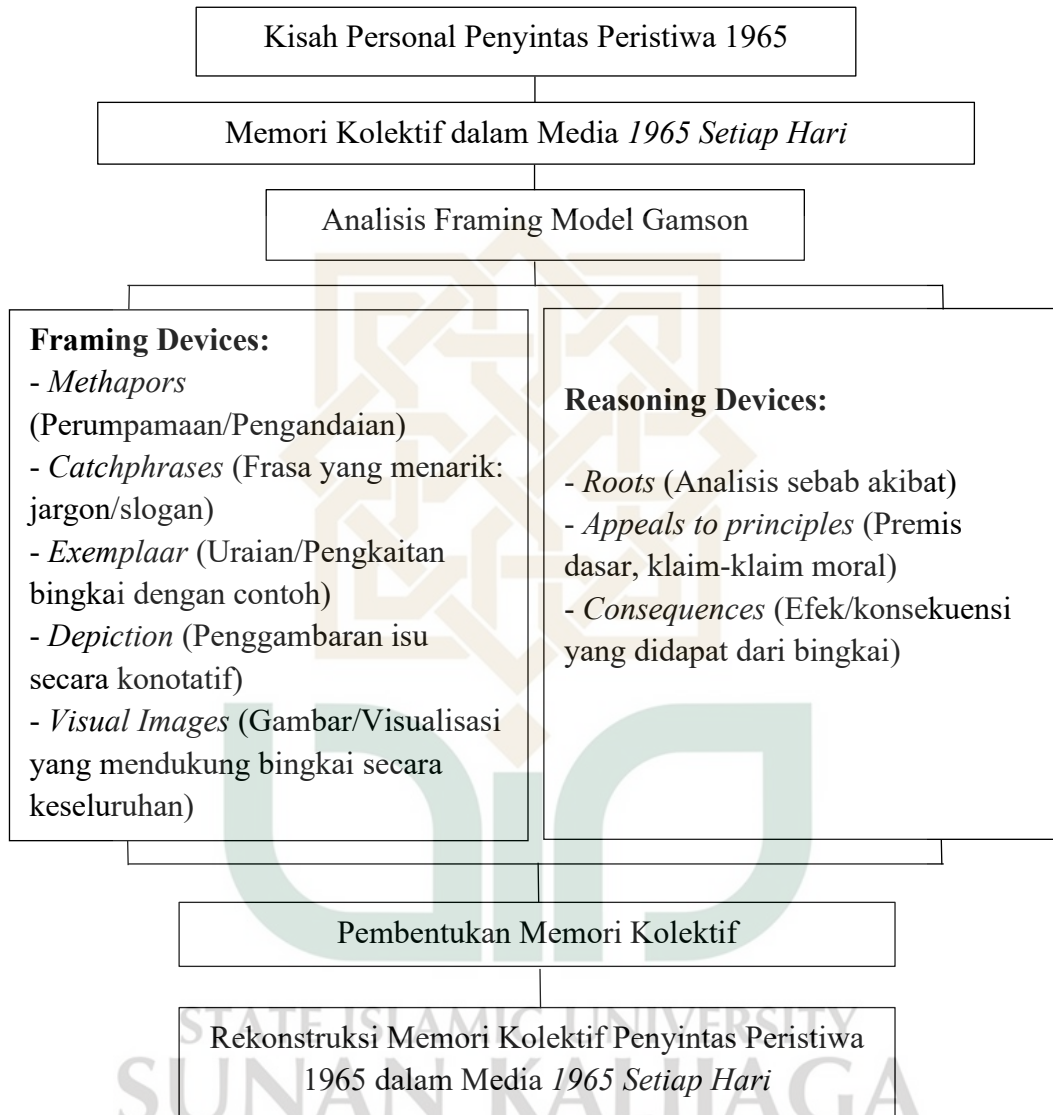 Kisah Personal Penyintas Peristiwa 1965
Memori Kolektif dalam Media 1965 Setiap Hari
Analisis Framing Model Gamson
Framing Devices:
- Methapors
(Perumpamaan/Pengandaian)
- Catchphrases (Frasa yang menarik:
jargon/slogan)
- Exemplaar (Uraian/Pengkaitan
bingkai dengan contoh)
- Depiction (Penggambaran isu
secara konotatif)
- Visual Images (Gambar/Visualisasi
yang mendukung bingkai secara
keseluruhan)
Reasoning Devices:
- Roots (Analisis sebab akibat)
- Appeals to principles (Premis
dasar, klaim-klaim moral)
- Consequences (Efek/konsekuensi
yang didapat dari bingkai)
Pembentukan Memori Kolektif
STATE ISLAMIC UNIVERSITY
Rekonstruksi Memori Kolektif Penyintas Peristiwa
1965 dalam Media 1965 Setiap Hari
SUNAN KALIJAGA